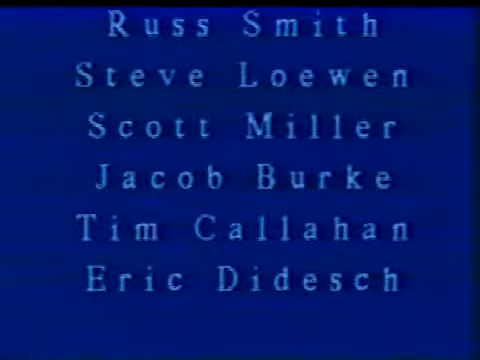 Russ Smith
Steve Loewen
Scott Miller
Jacob Burke
Tim Callahan
Eric Didesch